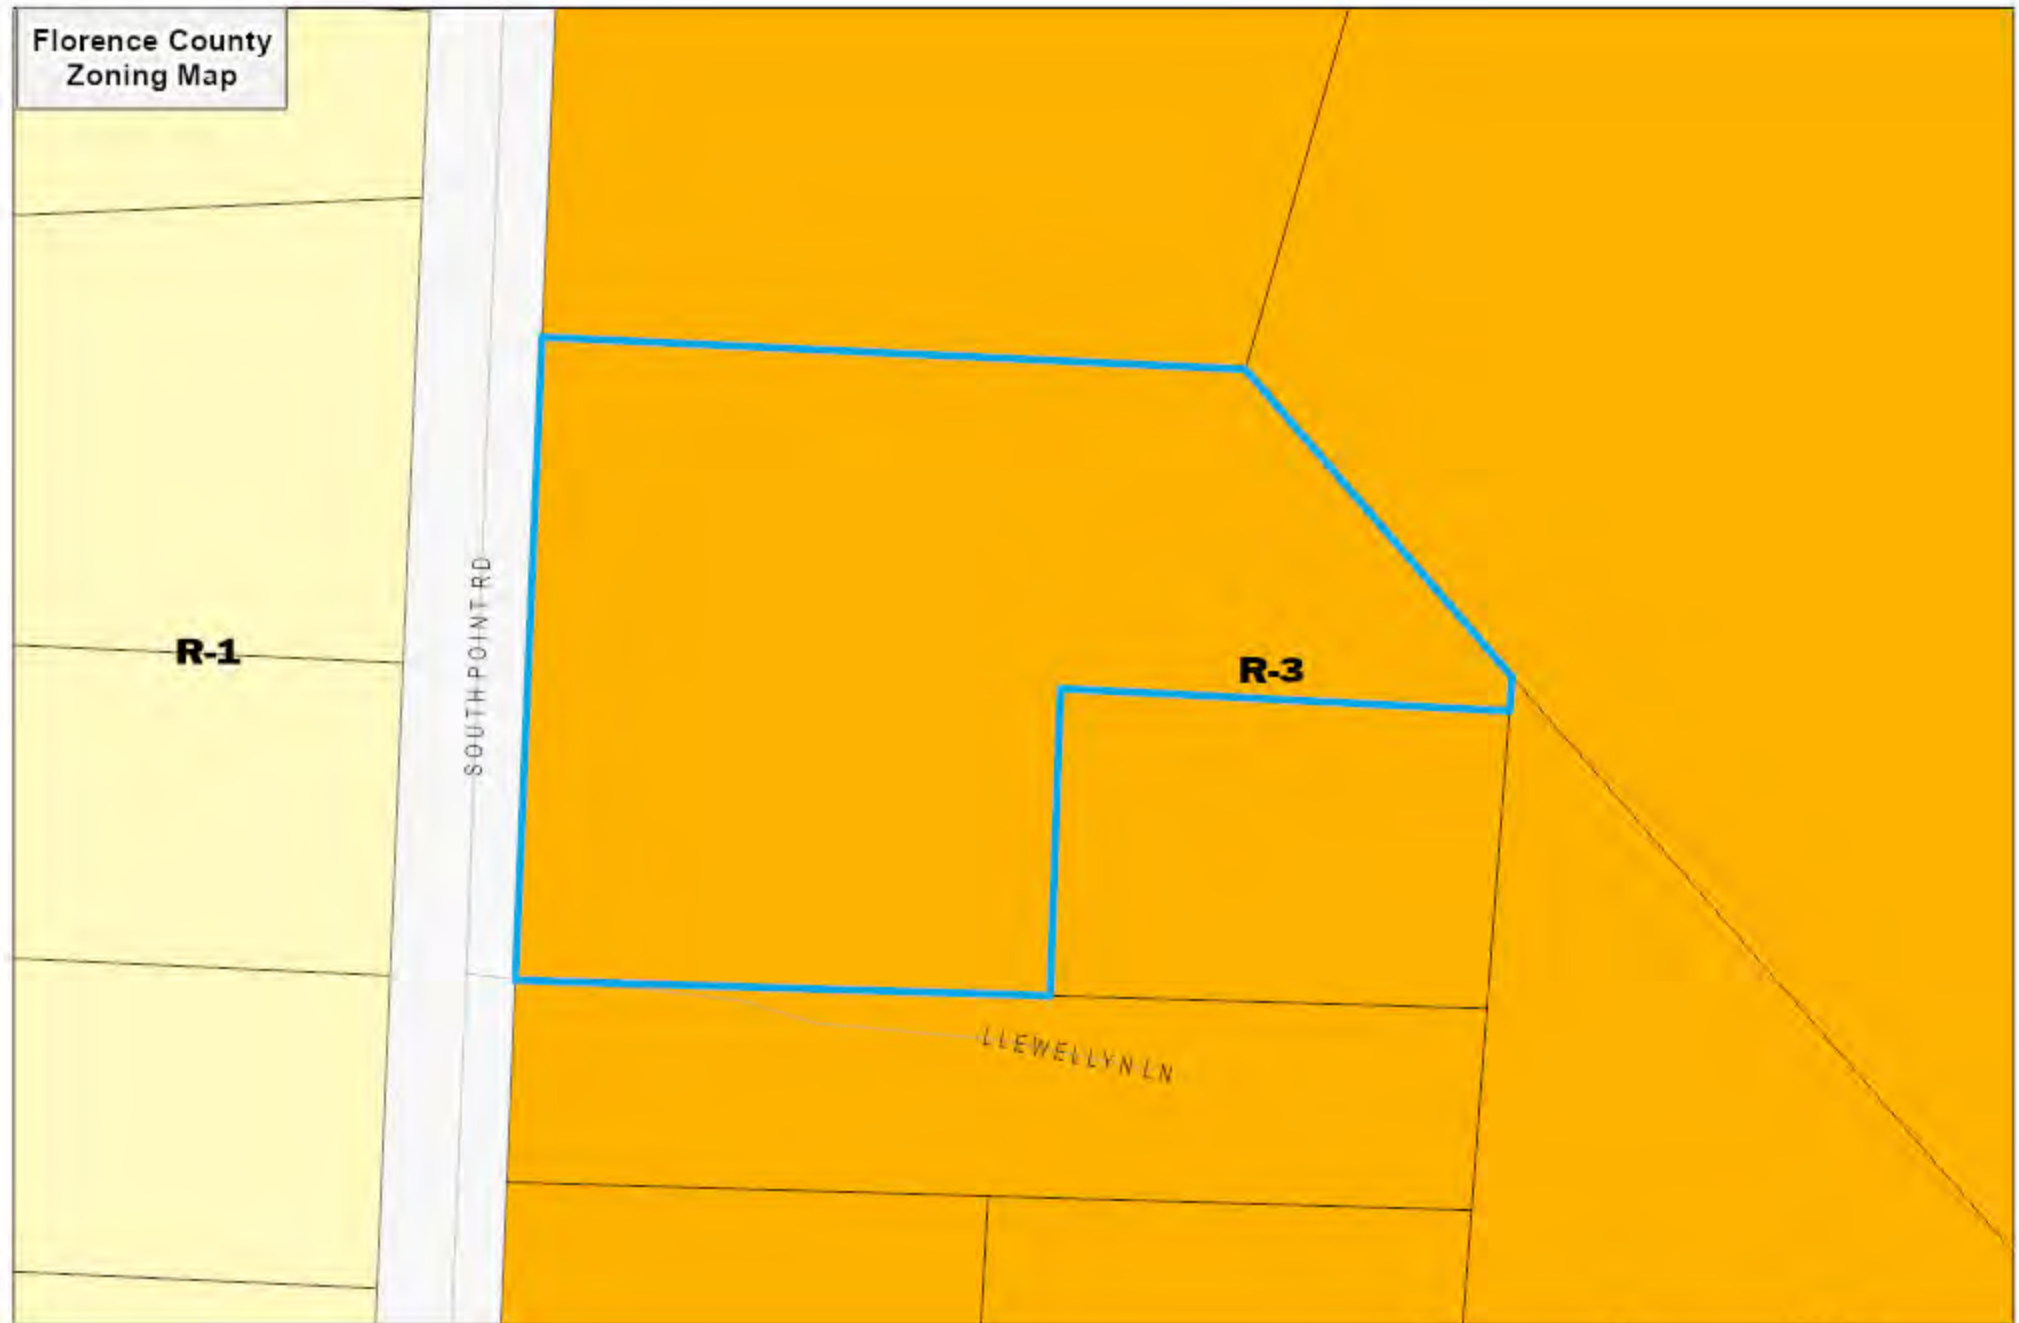 Florence County
Zoning Map
R-1
SOUTH POINT RD
R-3
LLEWELLYN LN